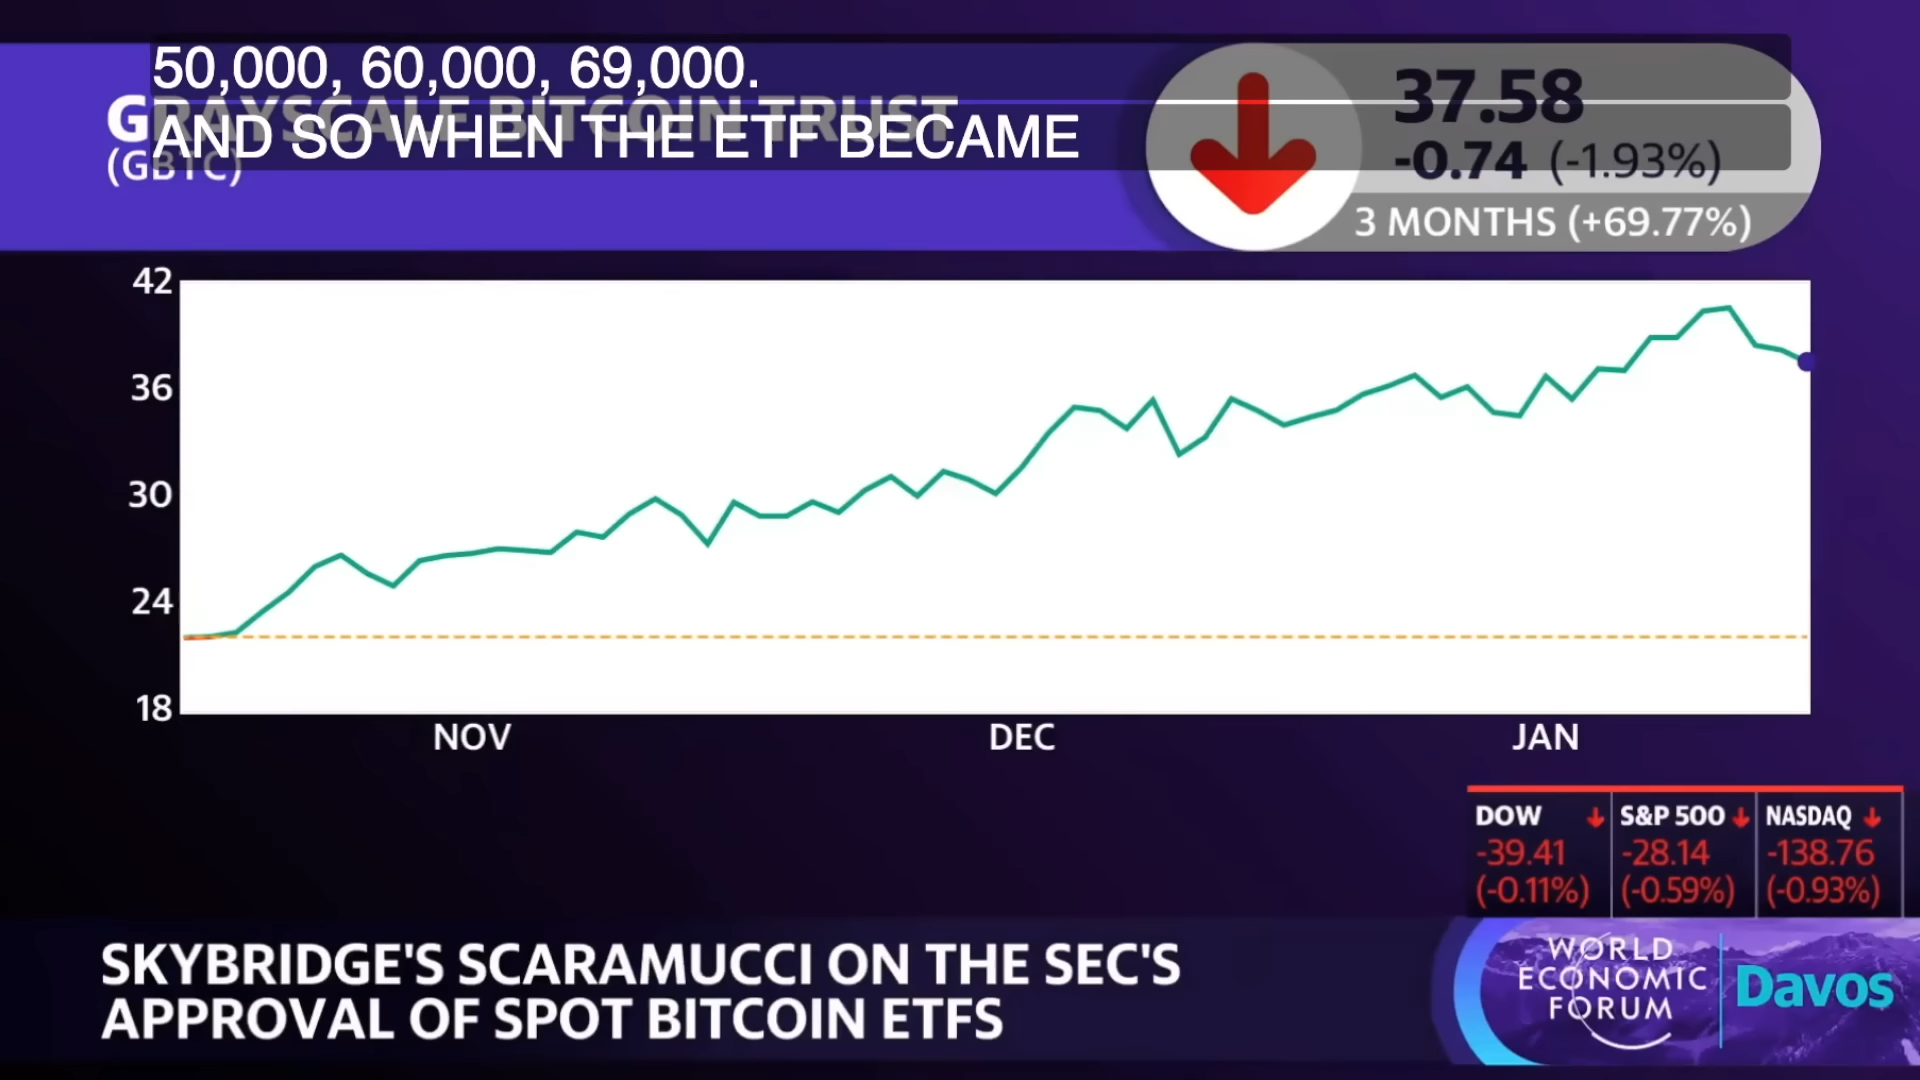 50,000, 60,000, 69,000.
AND SO WHEN THE ETF BECAME
GRAYSCALE BITCOIN TRUST
(GBTC)
37.58
-0.74 (-1.93%)
3 MONTHS (+69.77%)
42
36
30
24
18
NOV DEC JAN
DOW S&P 500 NASDAQ
-39.41 -28.14 -138.76
(-0.11%) (-0.59%) (-0.93%)
SKYBRIDGE'S SCARAMUCCI ON THE SEC'S
APPROVAL OF SPOT BITCOIN ETFS
WORLD
ECONOMIC
FORUM
Davos